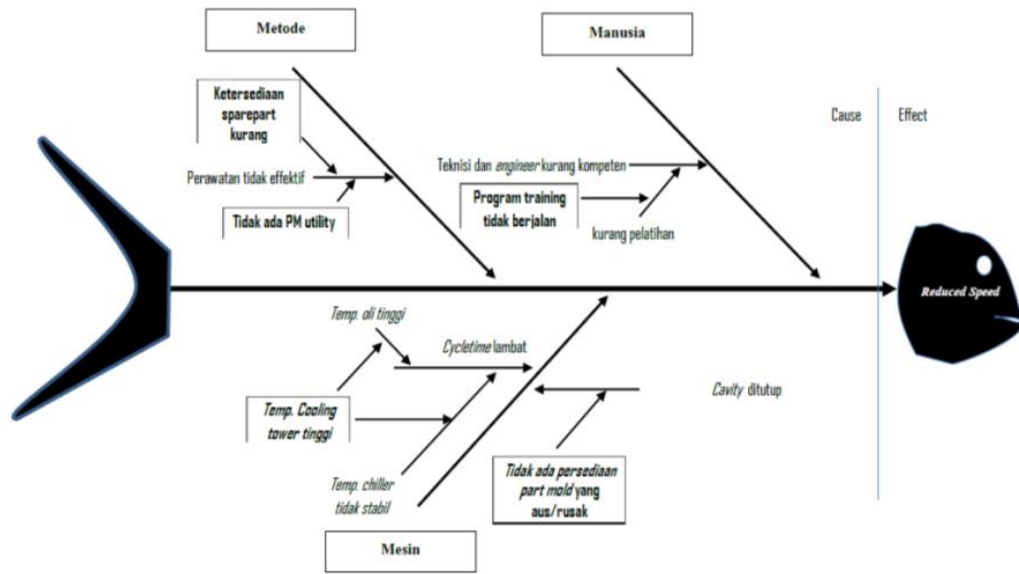 Metode
Manusia
Ketersediaan
sparepart
kurang
Cause
Effect
Perawatan tidak effektif
Teknisi dan engineer kurang kompeten
Tidak ada PM utility
Program training
tidak berjalan
kurang pelatihan
Reduced Speed
Temp. oli tinggi
Cycletime lambat
Cavity ditutup
Temp. Cooling
tower tinggi
Temp. chiller
tidak stabil
Tidak ada persediaan
part mold yang
aus/rusak
Mesin